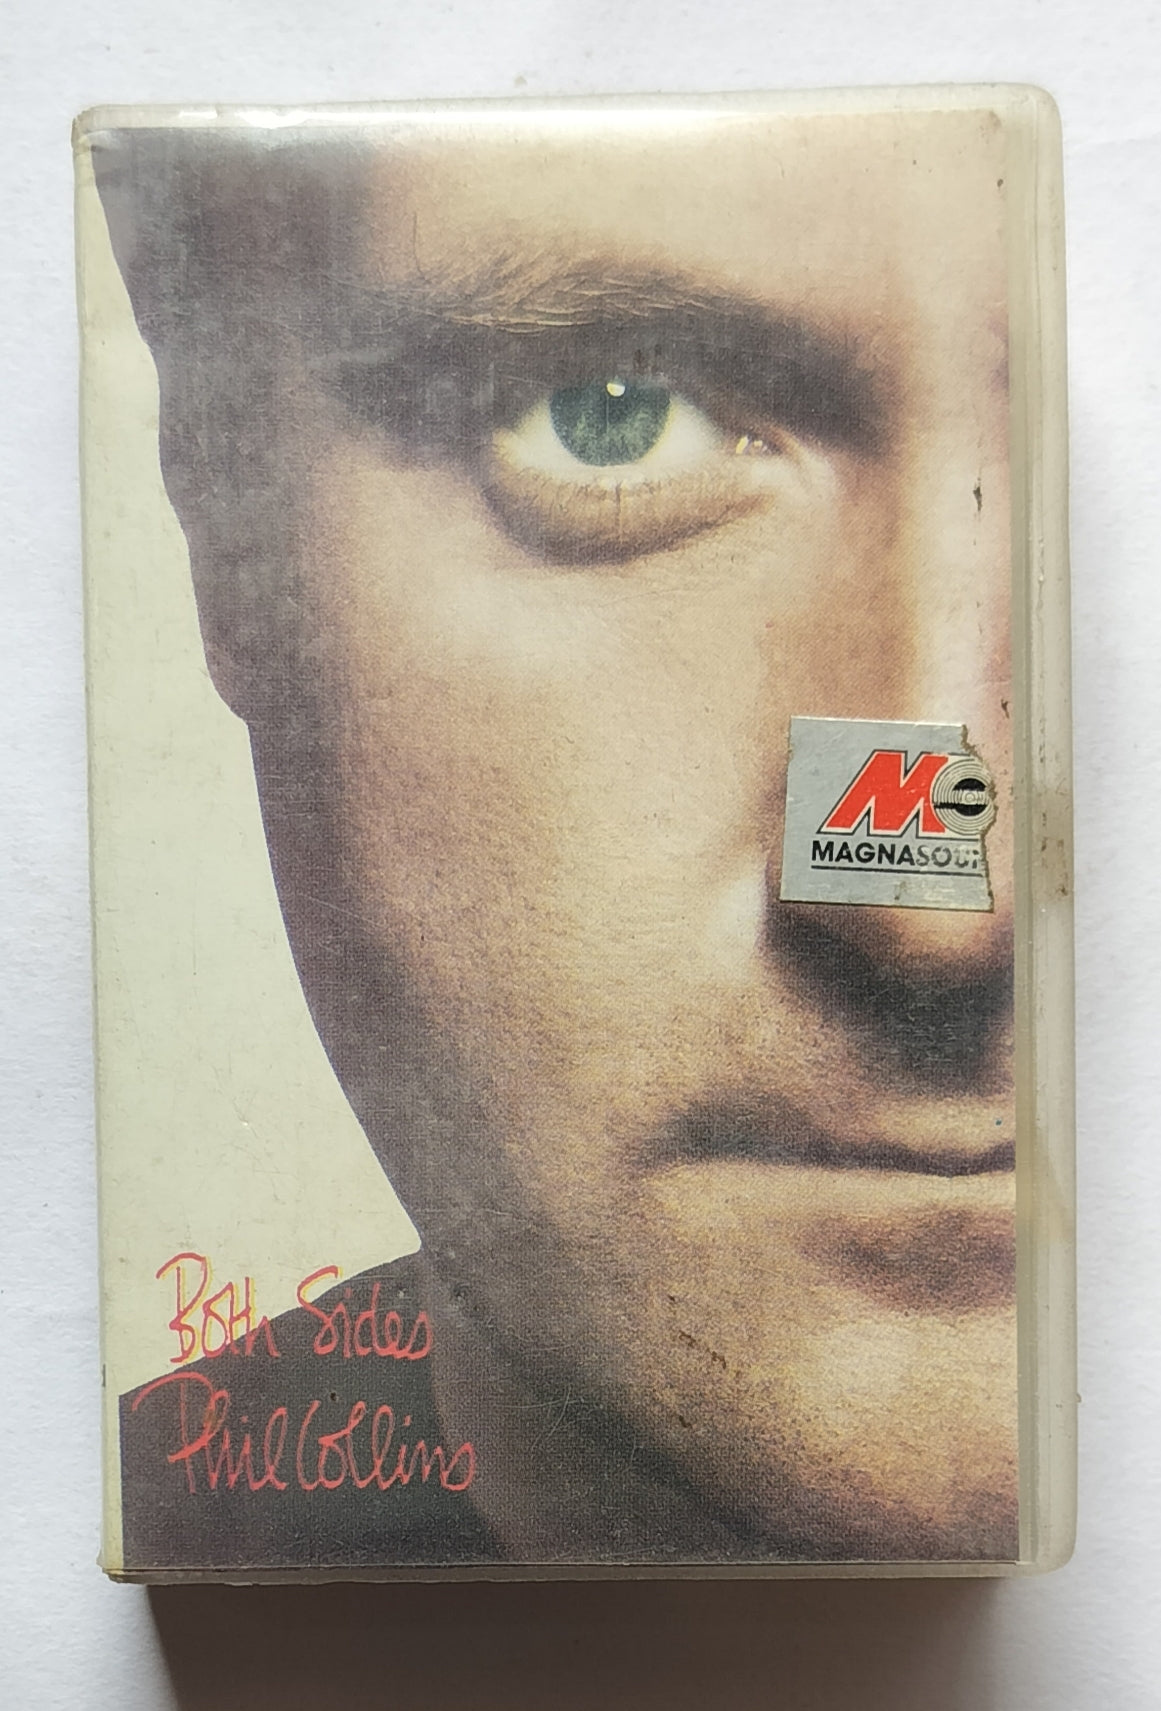 MAGNASOU
Both Sides
Phil Collins